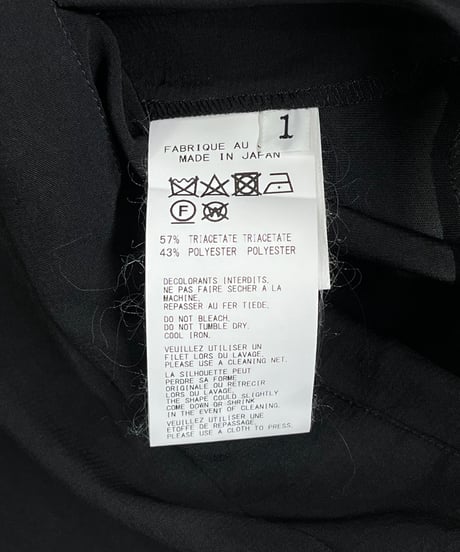 1
FABRIQUE AU
MADE IN JAPAN
F W
57% TRIACETATE TRIACETATE
43% POLYESTER POLYESTER
DECOLORANTS INTERDITS.
NE PAS FAIRE SECHER A LA
MACHINE.
REPASSER AU FER TIEDE.
DO NOT BLEACH.
DO NOT TUMBLE DRY.
COOL IRON.
VEUILLEZ UTILISER UN
FILET LORS DU LAVAGE.
PLEASE USE A CLEANING NET.
LA SILHOUETTE PEUT
PERDRE SA FORME
ORIGINALE OU RETRECIR
LORS DU LAVAGE.
THE SHAPE COULD SLIGHTLY
COME DOWN OR SHRINK
IN THE EVENT OF CLEANING.
VEUILLEZ UTILISER UNE
ETOFFE DE REPASSAGE.
PLEASE USE A CLOTH TO PRESS.